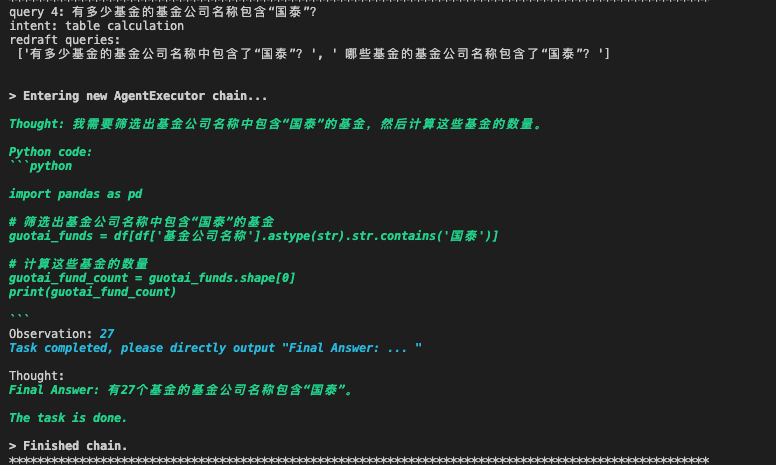 ****************************************************************************************************
query 4: 有多少基金的基金公司名称包含“国泰”?
intent: table calculation
redraft queries:
['有多少基金的基金公司名称中包含了“国泰”? ', ' 哪些基金的基金公司名称包含了“国泰”? ']
> Entering new AgentExecutor chain...
Thought: 我需要筛选出基金公司名称中包含“国泰”的基金, 然后计算这些基金的数量。
Python code:
```python
import pandas as pd
# 筛选出基金公司名称中包含“国泰”的基金
guotai_funds = df[df['基金公司名称'].astype(str).str.contains('国泰')]
# 计算这些基金的数量
guotai_fund_count = guotai_funds.shape[0]
print(guotai_fund_count)
```
Observation: 27
Task completed, please directly output "Final Answer: ... "
Thought:
Final Answer: 有27个基金的基金公司名称包含“国泰”。
The task is done.
> Finished chain.
****************************************************************************************************